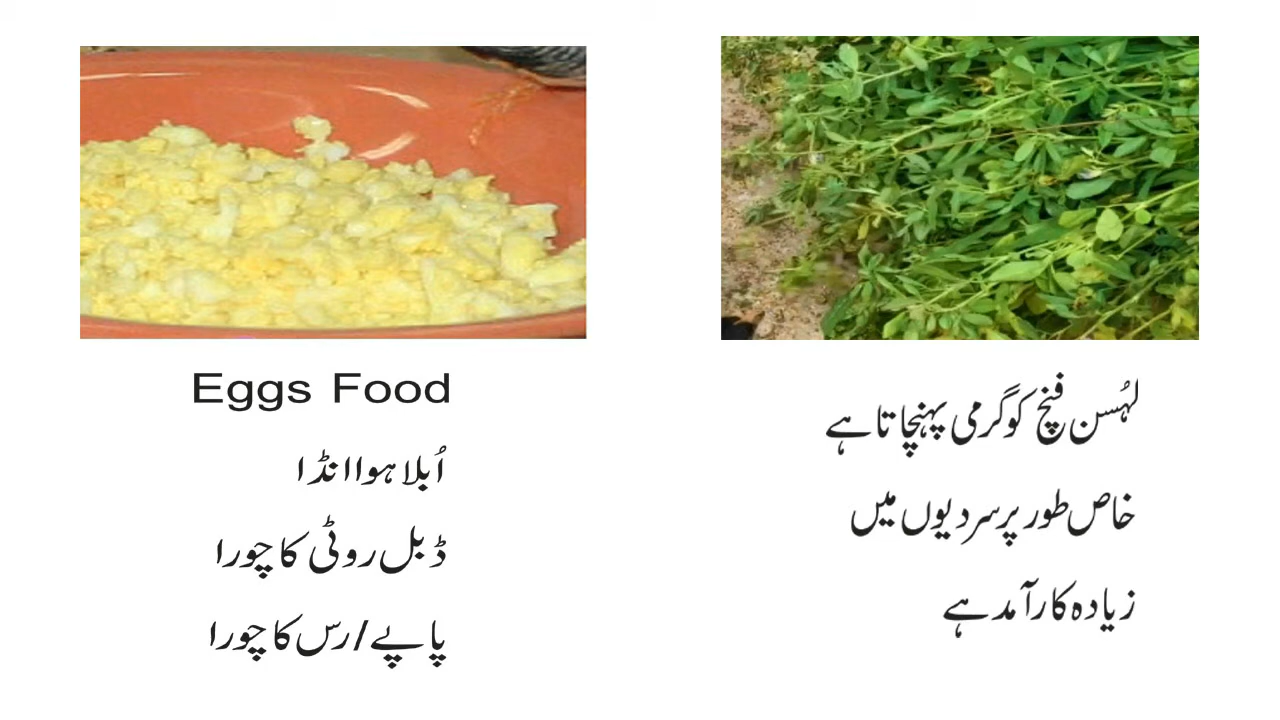 Eggs Food
اُبلا ہوا انڈا
ڈبل روٹی کا چورا
پاپے/رس کا چورا
لہُسن فنچ کو گرمی پہنچاتا ہے
خاص طور پر سردیوں میں
زیادہ کارآمد ہے